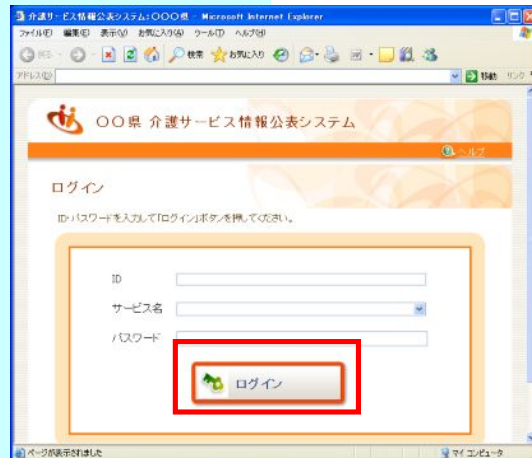 介護サービス情報公表システム:〇〇県 - Microsoft Internet Explorer
ファイル(F) 編集(E) 表示(V) お気に入り(A) ツール(T) ヘルプ(H)
戻る 検索 お気に入り
アドレス(D) 移動 リンク
〇〇県 介護サービス情報公表システム
ヘルプ
ログイン
ID・パスワードを入力して「ログイン」ボタンを押してください。
ID
サービス名
パスワード
ログイン
ページが表示されました マイ コンピュータ